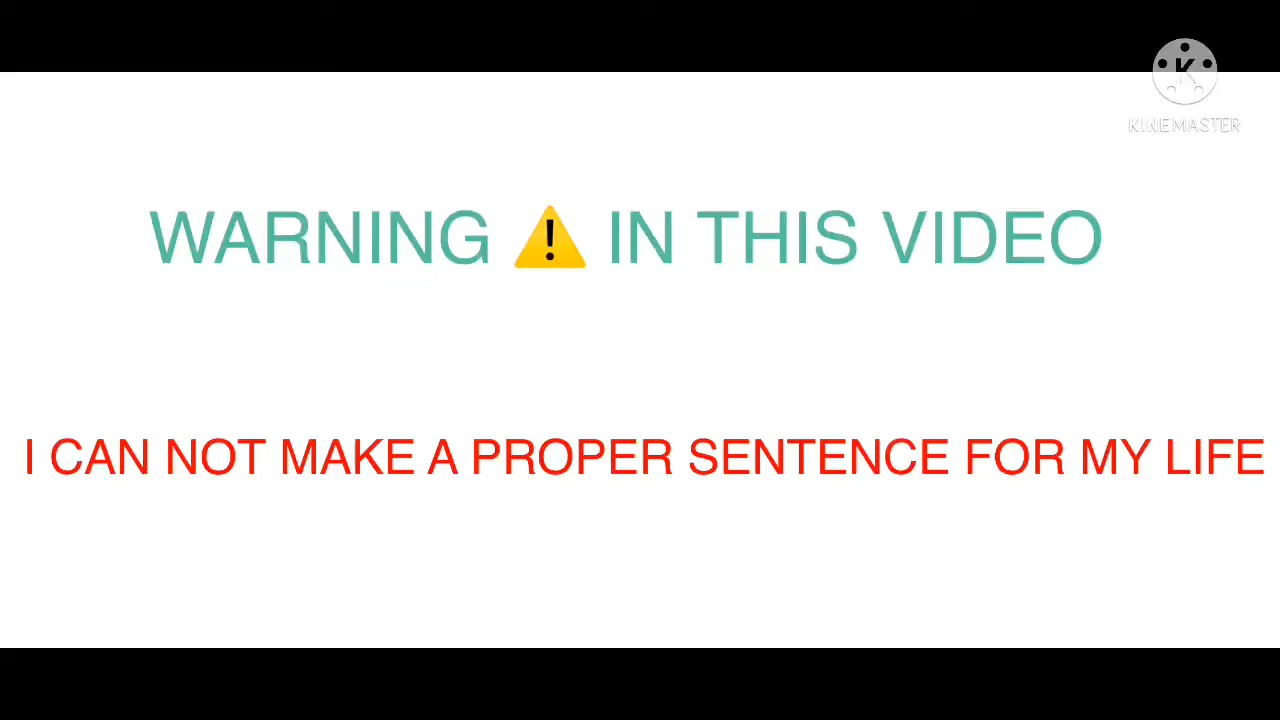 K
KINEMASTER
WARNING ⚠️ IN THIS VIDEO
I CAN NOT MAKE A PROPER SENTENCE FOR MY LIFE